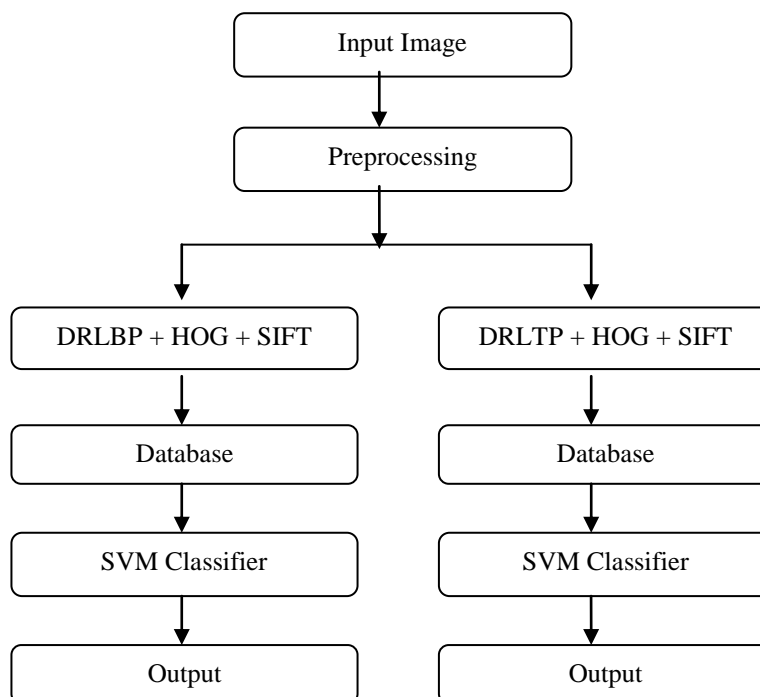 Input Image
Preprocessing
DRLBP + HOG + SIFT
DRLTP + HOG + SIFT
Database
Database
SVM Classifier
SVM Classifier
Output
Output